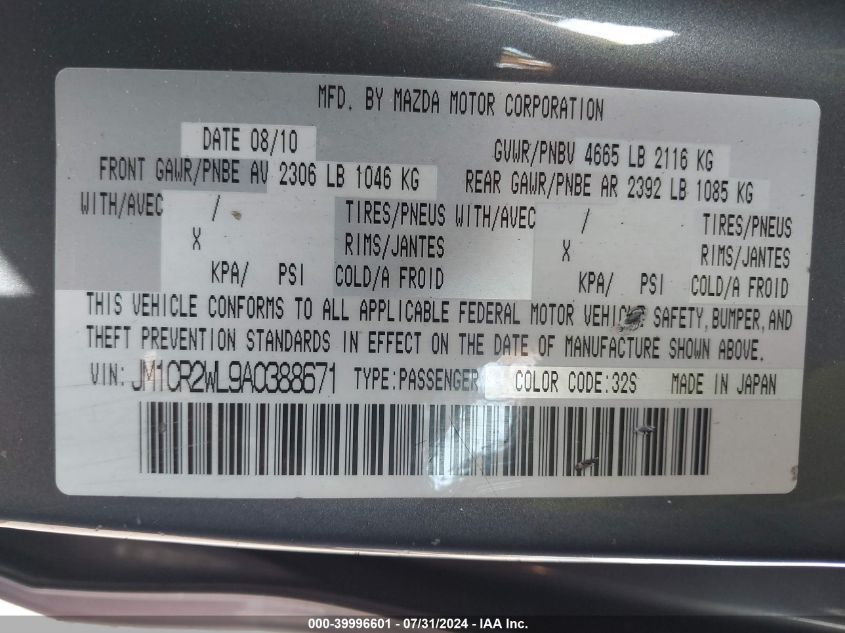 MFD. BY MAZDA MOTOR CORPORATION
DATE 08/10 GVWR/PNBV 4665 LB 2116 KG
FRONT GAWR/PNBE AV 2306 LB 1046 KG REAR GAWR/PNBE AR 2392 LB 1085 KG
WITH/AVEC / TIRES/PNEUS WITH/AVEC / TIRES/PNEUS
X RIMS/JANTES X RIMS/JANTES
KPA/ PSI COLD/A FROID KPA/ PSI COLD/A FROID
THIS VEHICLE CONFORMS TO ALL APPLICABLE FEDERAL MOTOR VEHICLE SAFETY, BUMPER, AND
THEFT PREVENTION STANDARDS IN EFFECT ON THE DATE OF MANUFACTURE SHOWN ABOVE.
VIN: JM1CR2WL9A0388671 TYPE:PASSENGER COLOR CODE:32S MADE IN JAPAN
000-39996601 - 07/31/2024 - IAA Inc.